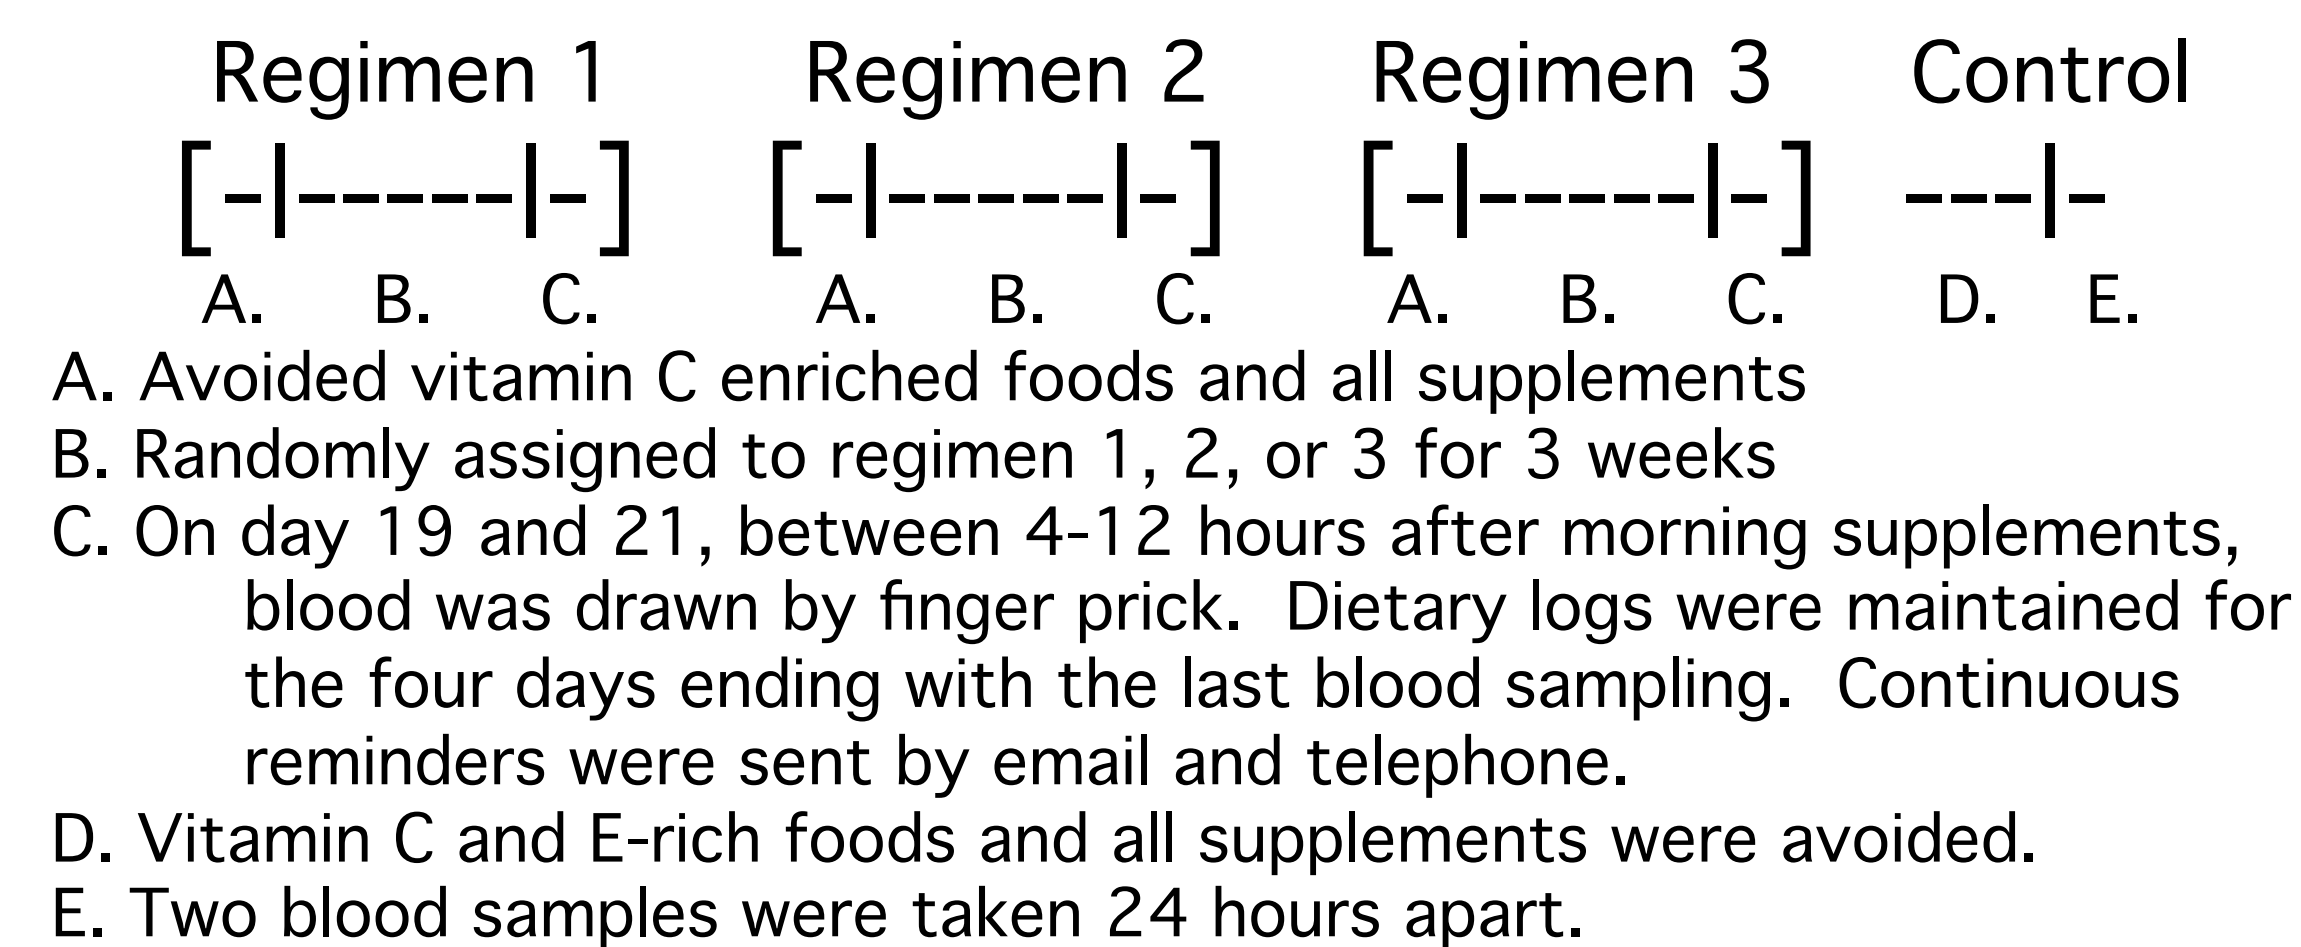 Regimen 1 Regimen 2 Regimen 3 Control
[-|-----|-] [-|-----|-] [-|-----|-] ---|-
A. B. C. A. B. C. A. B. C. D. E.
A. Avoided vitamin C enriched foods and all supplements
B. Randomly assigned to regimen 1, 2, or 3 for 3 weeks
C. On day 19 and 21, between 4-12 hours after morning supplements,
blood was drawn by finger prick. Dietary logs were maintained for
the four days ending with the last blood sampling. Continuous
reminders were sent by email and telephone.
D. Vitamin C and E-rich foods and all supplements were avoided.
E. Two blood samples were taken 24 hours apart.